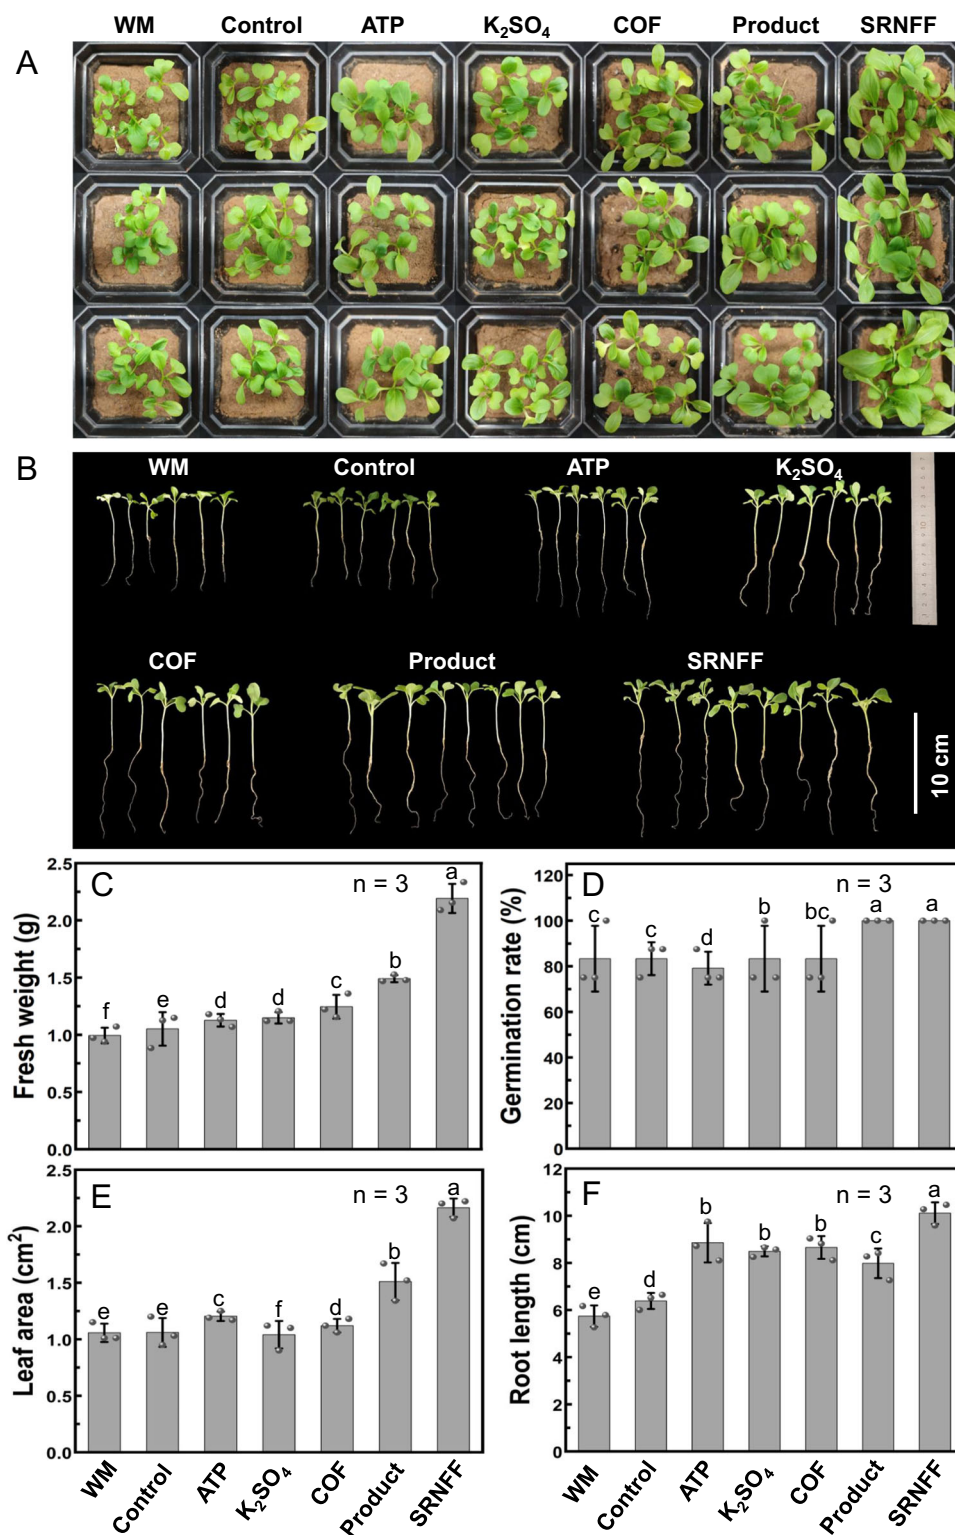 WM Control ATP K₂SO₄ COF Product SRNFF
A
B
WM Control ATP K₂SO₄
COF Product SRNFF
10 cm
C
n = 3
Fresh weight (g)
2.5
2.0
1.5
1.0
0.5
0.0
f e d d c b a
D
n = 3
Germination rate (%)
120
100
80
60
40
20
0
c c d b bc a a
E
n = 3
Leaf area (cm²)
2.5
2.0
1.5
1.0
0.5
0.0
e e c f d b a
WM Control ATP K₂SO₄ COF Product SRNFF
F
n = 3
Root length (cm)
12
10
8
6
4
2
0
e d b b b c a
WM Control ATP K₂SO₄ COF Product SRNFF